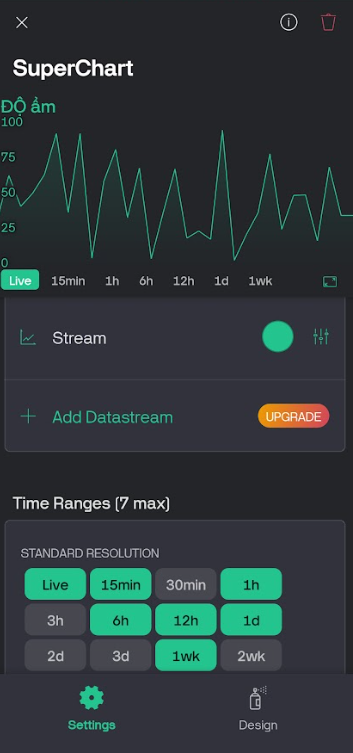 SuperChart
ĐỘ ẩm
100
75
50
25
0
Live 15min 1h 6h 12h 1d 1wk
Stream
Add Datastream UPGRADE
Time Ranges (7 max)
STANDARD RESOLUTION
Live 15min 30min 1h
3h 6h 12h 1d
2d 3d 1wk 2wk
Settings Design